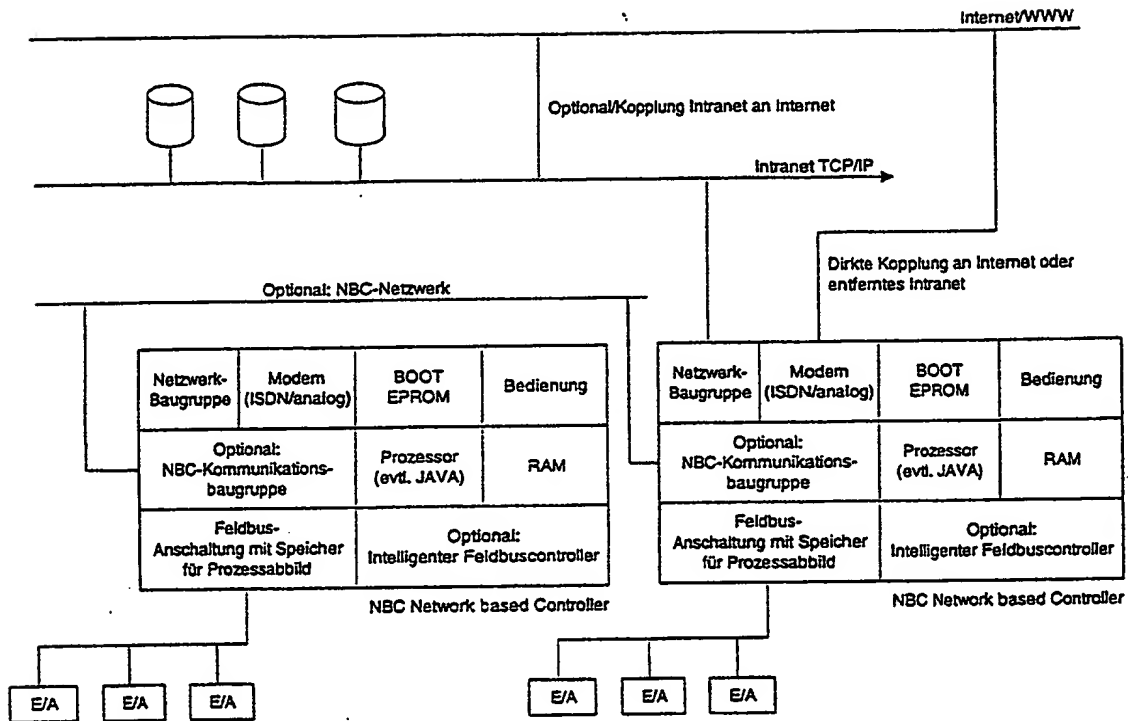 Internet/WWW
Optional/Kopplung Intranet an Internet
Intranet TCP/IP
Dirkte Kopplung an Internet oder
entferntes Intranet
Optional: NBC-Netzwerk
Netzwerk-
Baugruppe
Modem
(ISDN/analog)
BOOT
EPROM
Bedienung
Optional:
NBC-Kommunikations-
baugruppe
Prozessor
(evtl. JAVA)
RAM
Feldbus-
Anschaltung mit Speicher
für Prozessabbild
Optional:
Intelligenter Feldbuscontroller
NBC Network based Controller
E/A
E/A
E/A
Netzwerk-
Baugruppe
Modem
(ISDN/analog)
BOOT
EPROM
Bedienung
Optional:
NBC-Kommunikations-
baugruppe
Prozessor
(evtl. JAVA)
RAM
Feldbus-
Anschaltung mit Speicher
für Prozessabbild
Optional:
Intelligenter Feldbuscontroller
NBC Network based Controller
E/A
E/A
E/A